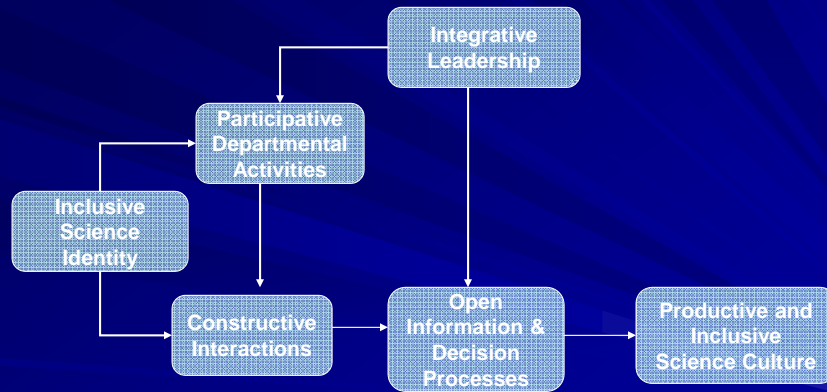 Integrative
Leadership
Participative
Departmental
Activities
Inclusive
Science
Identity
Constructive
Interactions
Open
Information &
Decision
Processes
Productive and
Inclusive
Science Culture